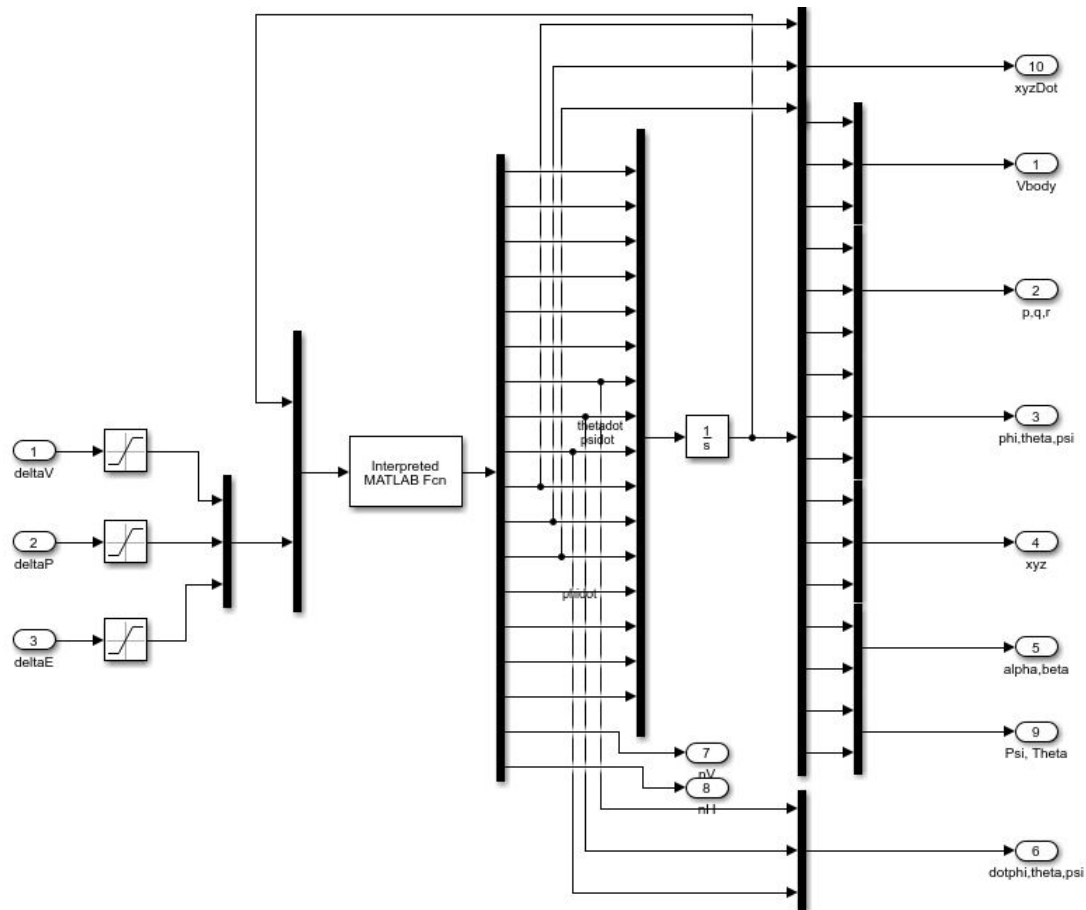 10
xyzDot
1
Vbody
2
p,q,r
3
phi,theta,psi
thetadot
psidot
1
s
1
deltaV
Interpreted
MATLAB Fcn
2
deltaP
4
xyz
phidot
3
deltaE
5
alpha,beta
9
Psi, Theta
7
nV
8
nH
6
dotphi,theta,psi